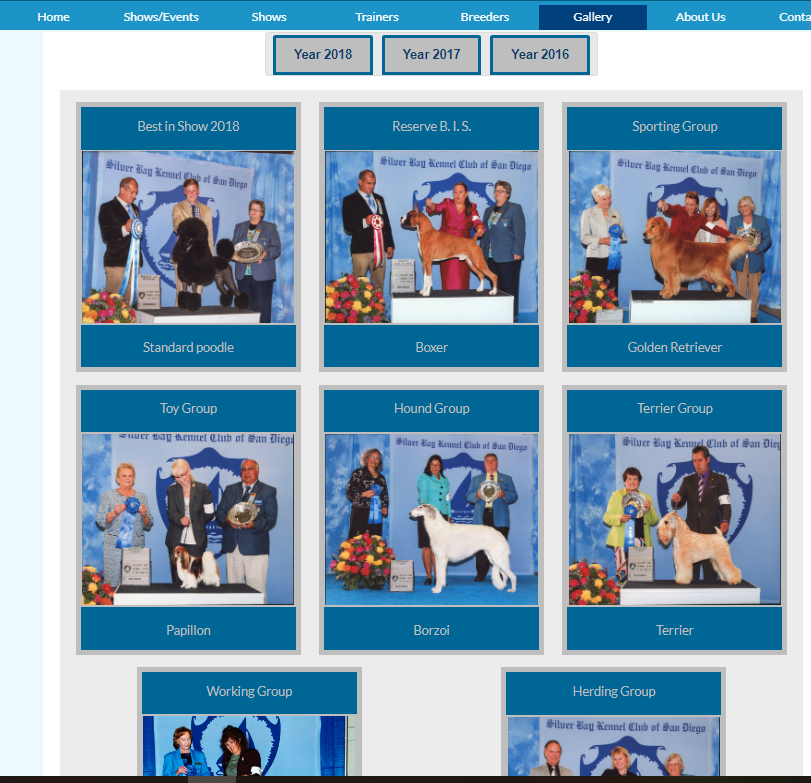 Home Shows/Events Shows Trainers Breeders Gallery About Us Conta
Year 2018 Year 2017 Year 2016
Best in Show 2018
Silver Bay Kennel Club of San Diego
Standard poodle
Reserve B. I. S.
Silver Bay Kennel Club of San Diego
Boxer
Sporting Group
Silver Bay Kennel Club of San Diego
Golden Retriever
Toy Group
Silver Bay Kennel Club of San Dieg
Papillon
Hound Group
Silver Bay Kennel Club of San Diego
Borzoi
Terrier Group
Silver Bay Kennel Club of San Dieg
Terrier
Working Group
Herding Group
Silver Bay Kennel Club of San Diego